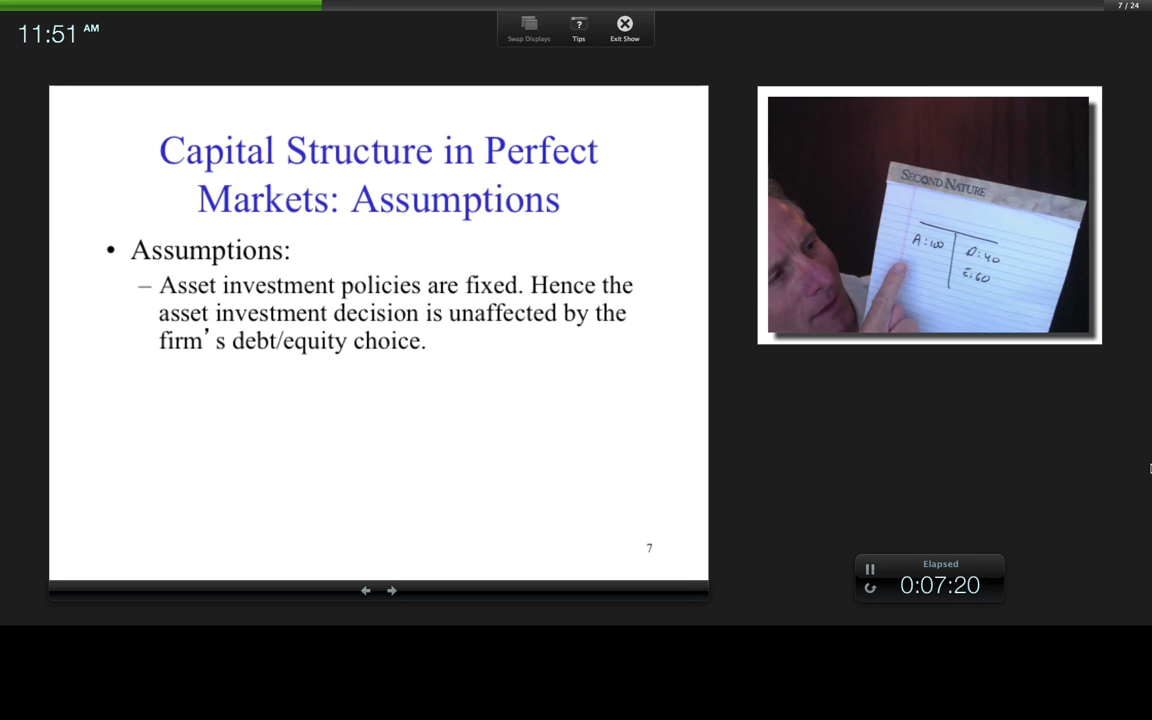 7 / 24
11:51 AM
Swap Displays
Tips
Exit Show
Capital Structure in Perfect
Markets: Assumptions
• Assumptions:
– Asset investment policies are fixed. Hence the
asset investment decision is unaffected by the
firm’s debt/equity choice.
7
SECOND NATURE
A:100
D:40
E:60
Elapsed
0:07:20